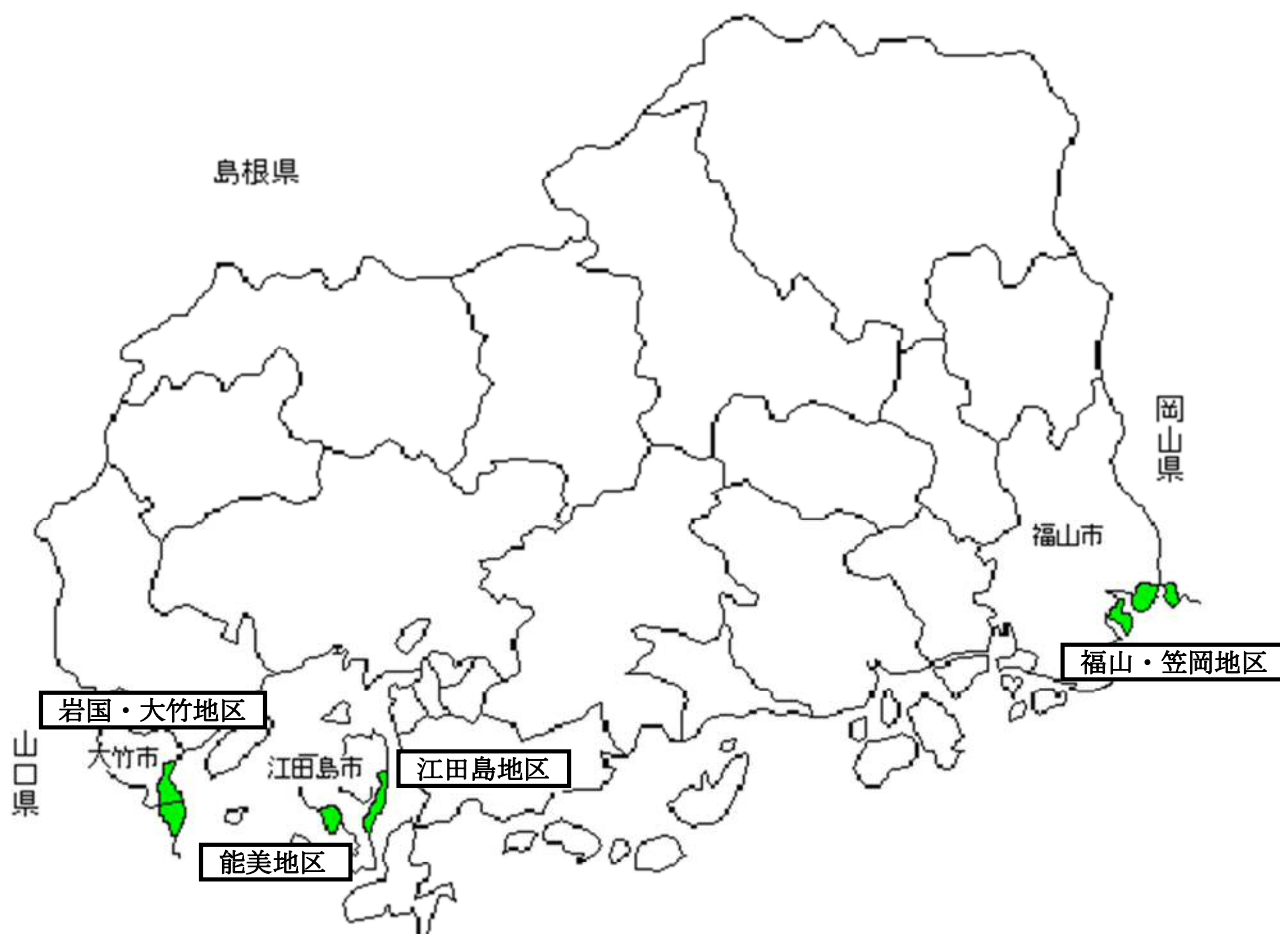 島根県
岡山県
福山市
福山・笠岡地区
岩国・大竹地区
山口県
大竹市
江田島市
江田島地区
能美地区